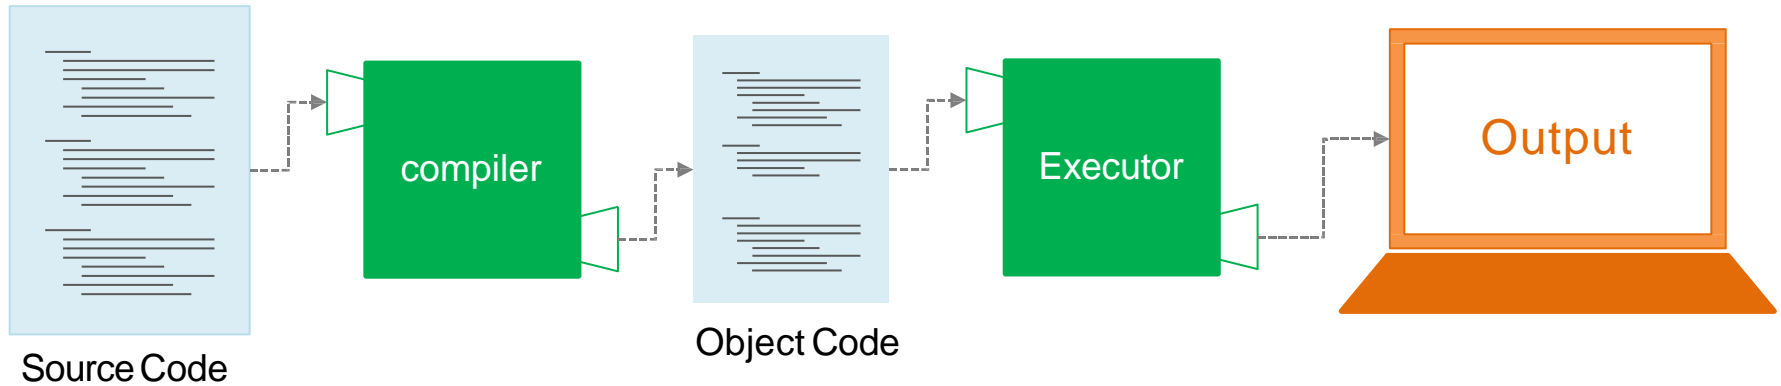 compiler
Executor
Output
Object Code
Source Code